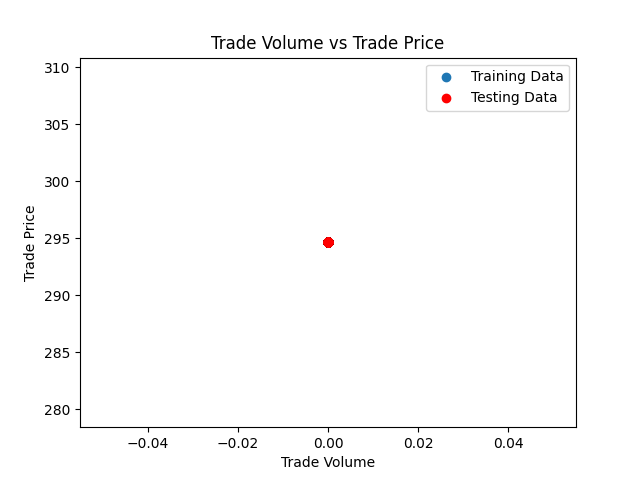 Trade Volume vs Trade Price
310
305
300
295
290
285
280
Trade Price
Training Data
Testing Data
−0.04
−0.02
0.00
0.02
0.04
Trade Volume